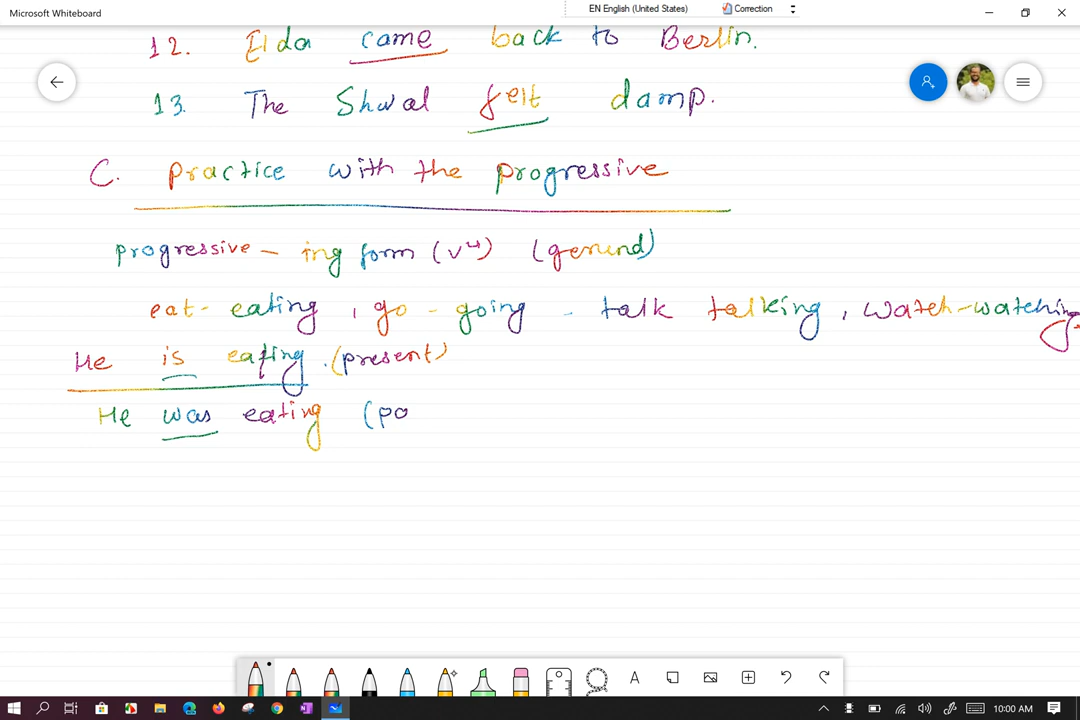 Microsoft Whiteboard
EN English (United States) Correction
12. Elda came back to Berlin.
13. The Shwal felt damp.
C. Practice with the progressive
progressive - ing form (v4) (gerund)
eat - eating, go - going - talk talking, watch - watching
He is eating. (present)
He was eating (pa
10:00 AM